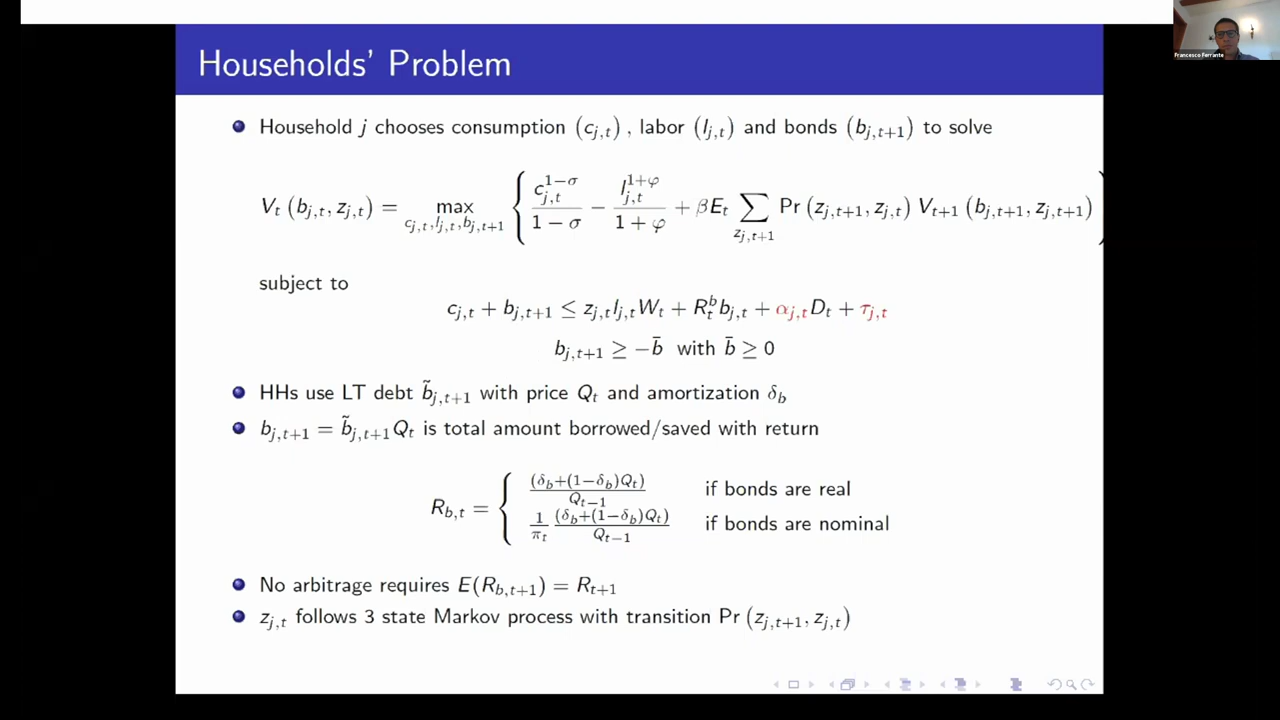 Francesco Ferrante
Households' Problem
Household j chooses consumption (c_{j,t}) , labor (l_{j,t}) and bonds (b_{j,t+1}) to solve
V_t (b_{j,t}, z_{j,t}) = max_{c_{j,t}, l_{j,t}, b_{j,t+1}} { c_{j,t}^{1−σ} / (1 − σ) − l_{j,t}^{1+φ} / (1 + φ) + βE_t ∑_{z_{j,t+1}} Pr (z_{j,t+1}, z_{j,t}) V_{t+1} (b_{j,t+1}, z_{j,t+1}) }
subject to
c_{j,t} + b_{j,t+1} ≤ z_{j,t} l_{j,t} W_t + R_t^b b_{j,t} + α_{j,t} D_t + τ_{j,t}
b_{j,t+1} ≥ −b̄ with b̄ ≥ 0
HHs use LT debt b̃_{j,t+1} with price Q_t and amortization δ_b
b_{j,t+1} = b̃_{j,t+1} Q_t is total amount borrowed/saved with return
R_{b,t} = { (δ_b+(1−δ_b)Q_t) / Q_{t−1} if bonds are real
1/π_t (δ_b+(1−δ_b)Q_t) / Q_{t−1} if bonds are nominal
No arbitrage requires E(R_{b,t+1}) = R_{t+1}
z_{j,t} follows 3 state Markov process with transition Pr (z_{j,t+1}, z_{j,t})